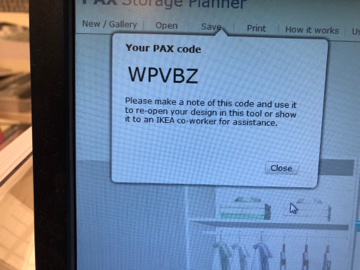 PAX Storage Planner
New / Gallery Open Save Print How it works
Your PAX code
WPVBZ
Please make a note of this code and use it
to re-open your design in this tool or show
it to an IKEA co-worker for assistance.
Close